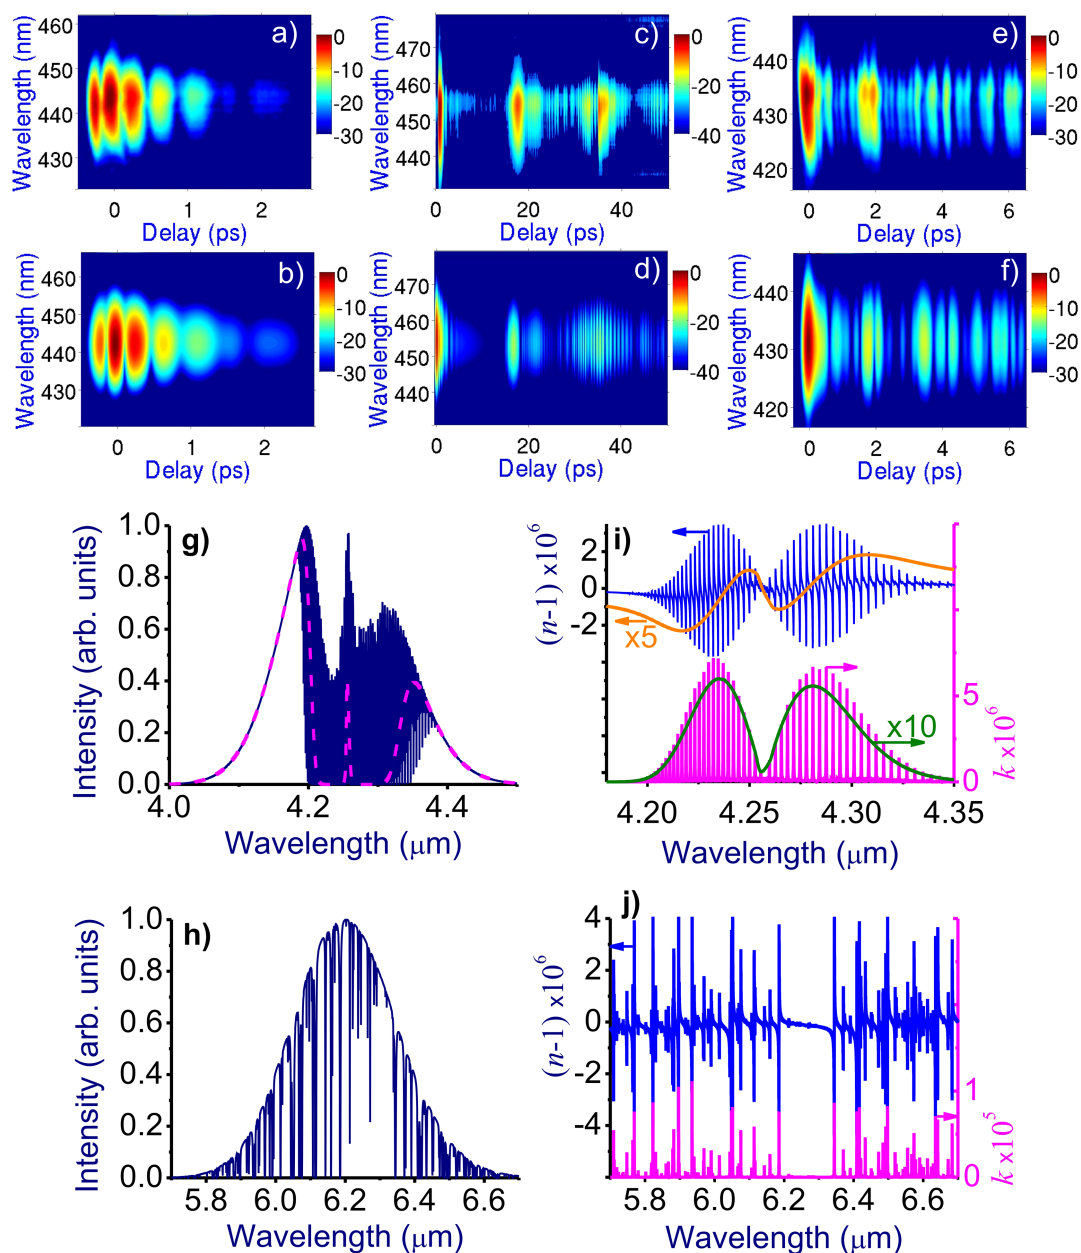 a)
Wavelength (nm)
460
450
440
430
0
-10
-20
-30
0 1 2
Delay (ps)
c)
Wavelength (nm)
470
460
450
440
0
-20
-40
0 20 40
Delay (ps)
e)
Wavelength (nm)
440
430
420
0
-10
-20
-30
0 2 4 6
Delay (ps)
b)
Wavelength (nm)
460
450
440
430
0
-10
-20
-30
0 1 2
Delay (ps)
d)
Wavelength (nm)
470
460
450
440
0
-20
-40
0 20 40
Delay (ps)
f)
Wavelength (nm)
440
430
420
0
-10
-20
-30
0 2 4 6
Delay (ps)
g)
Intensity (arb. units)
1.0
0.8
0.6
0.4
0.2
0.0
4.0 4.2 4.4
Wavelength (μm)
i)
(n-1) x10⁶
2
0
-2
x5
x10
5
0
k x10⁶
4.20 4.25 4.30 4.35
Wavelength (μm)
h)
Intensity (arb. units)
1.0
0.8
0.6
0.4
0.2
0.0
5.8 6.0 6.2 6.4 6.6
Wavelength (μm)
j)
(n-1) x10⁶
4
2
0
-2
-4
1
0
k x10⁵
5.8 6.0 6.2 6.4 6.6
Wavelength (μm)